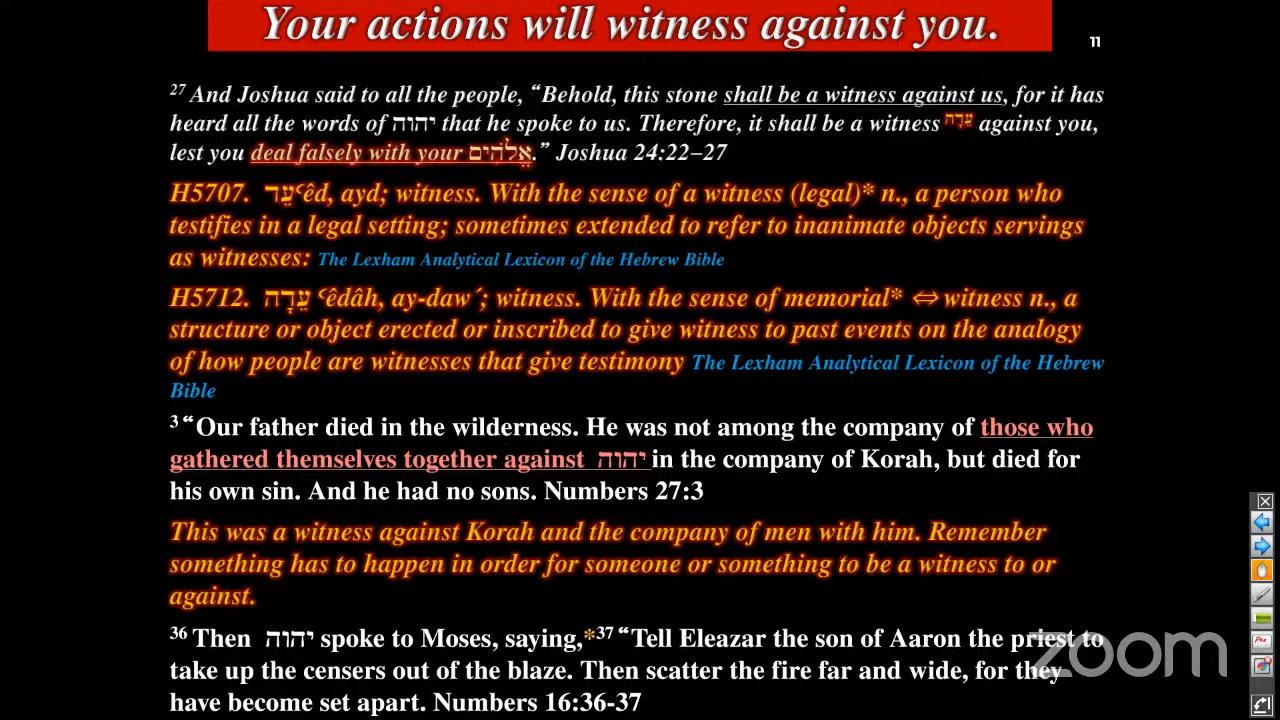 Your actions will witness against you.
11
27 And Joshua said to all the people, “Behold, this stone shall be a witness against us, for it has
heard all the words of יהוה that he spoke to us. Therefore, it shall be a witness עֵדָה against you,
lest you deal falsely with your אֱלֹהִים.” Joshua 24:22–27
H5707. עֵד ʿêd, ayd; witness. With the sense of a witness (legal)* n., a person who
testifies in a legal setting; sometimes extended to refer to inanimate objects servings
as witnesses: The Lexham Analytical Lexicon of the Hebrew Bible
H5712. עֵדָה ʿêdâh, ay-daw´; witness. With the sense of memorial* ⇔ witness n., a
structure or object erected or inscribed to give witness to past events on the analogy
of how people are witnesses that give testimony The Lexham Analytical Lexicon of the Hebrew
Bible
3 “Our father died in the wilderness. He was not among the company of those who
gathered themselves together against יהוה in the company of Korah, but died for
his own sin. And he had no sons. Numbers 27:3
This was a witness against Korah and the company of men with him. Remember
something has to happen in order for someone or something to be a witness to or
against.
36 Then יהוה spoke to Moses, saying,*37 “Tell Eleazar the son of Aaron the priest to
take up the censers out of the blaze. Then scatter the fire far and wide, for they
have become set apart. Numbers 16:36-37
zoom